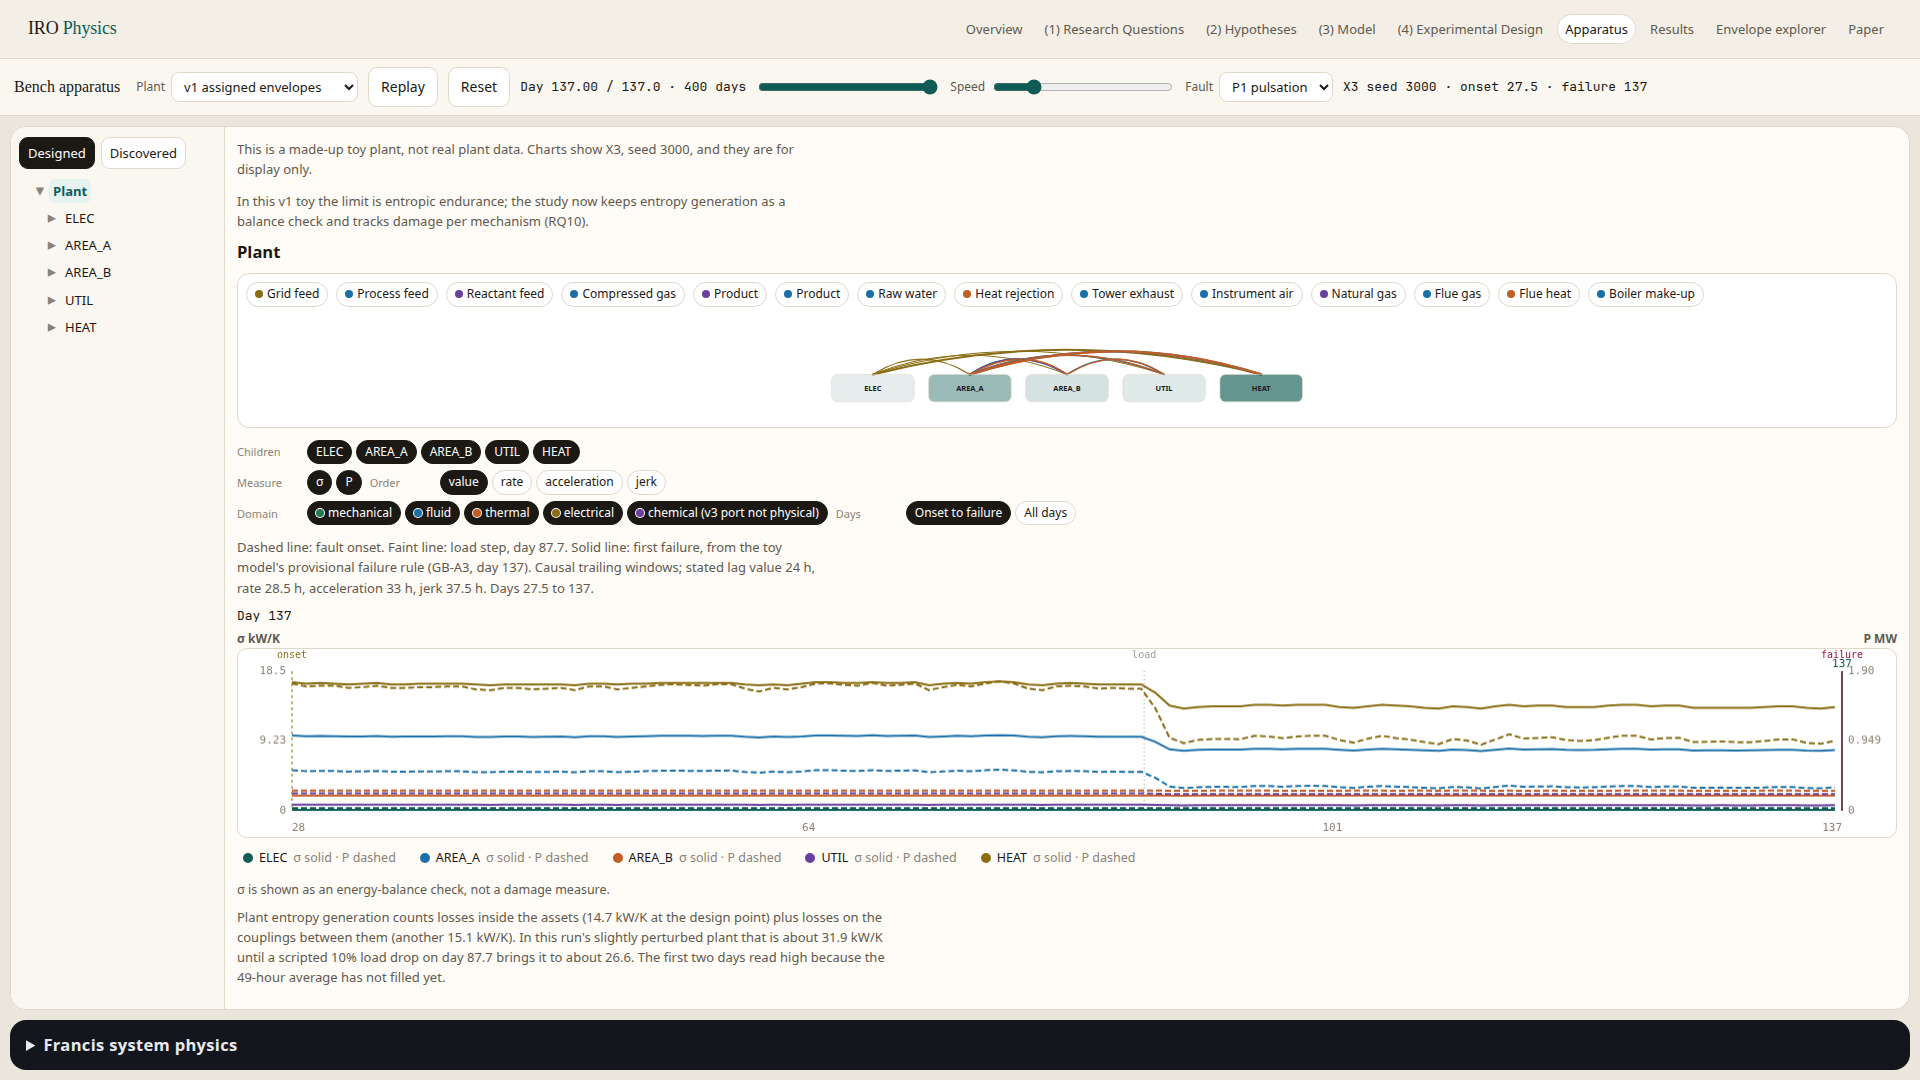 IRO Physics
Overview (1) Research Questions (2) Hypotheses (3) Model (4) Experimental Design Apparatus Results Envelope explorer Paper
Bench apparatus Plant v1 assigned envelopes Replay Reset Day 137.00 / 137.0 · 400 days Speed Fault P1 pulsation X3 seed 3000 · onset 27.5 · failure 137
Designed Discovered
Plant
ELEC
AREA_A
AREA_B
UTIL
HEAT
This is a made-up toy plant, not real plant data. Charts show X3, seed 3000, and they are for
display only.
In this v1 toy the limit is entropic endurance; the study now keeps entropy generation as a
balance check and tracks damage per mechanism (RQ10).
Plant
Grid feed Process feed Reactant feed Compressed gas Product Product Raw water Heat rejection Tower exhaust Instrument air Natural gas Flue gas Flue heat Boiler make-up
ELEC AREA_A AREA_B UTIL HEAT
Children ELEC AREA_A AREA_B UTIL HEAT
Measure σ P Order value rate acceleration jerk
Domain mechanical fluid thermal electrical chemical (v3 port not physical) Days Onset to failure All days
Dashed line: fault onset. Faint line: load step, day 87.7. Solid line: first failure, from the toy
model's provisional failure rule (GB-A3, day 137). Causal trailing windows; stated lag value 24 h,
rate 28.5 h, acceleration 33 h, jerk 37.5 h. Days 27.5 to 137.
Day 137
σ kW/K P MW
onset load failure
137
18.5 1.90
9.23 0.949
0 0
28 64 101 137
ELEC σ solid · P dashed AREA_A σ solid · P dashed AREA_B σ solid · P dashed UTIL σ solid · P dashed HEAT σ solid · P dashed
σ is shown as an energy-balance check, not a damage measure.
Plant entropy generation counts losses inside the assets (14.7 kW/K at the design point) plus losses on the
couplings between them (another 15.1 kW/K). In this run's slightly perturbed plant that is about 31.9 kW/K
until a scripted 10% load drop on day 87.7 brings it to about 26.6. The first two days read high because the
49-hour average has not filled yet.
Francis system physics